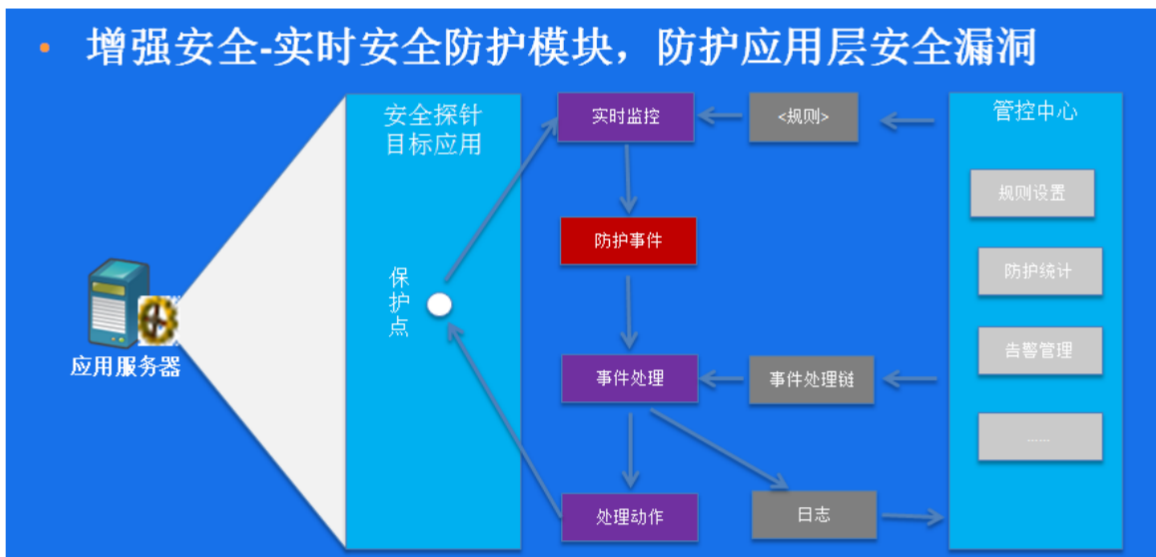 增强安全-实时安全防护模块，防护应用层安全漏洞
安全探针
目标应用
保
护
点
应用服务器
实时监控
<规则>
防护事件
事件处理
事件处理链
处理动作
日志
管控中心
规则设置
防护统计
告警管理
......